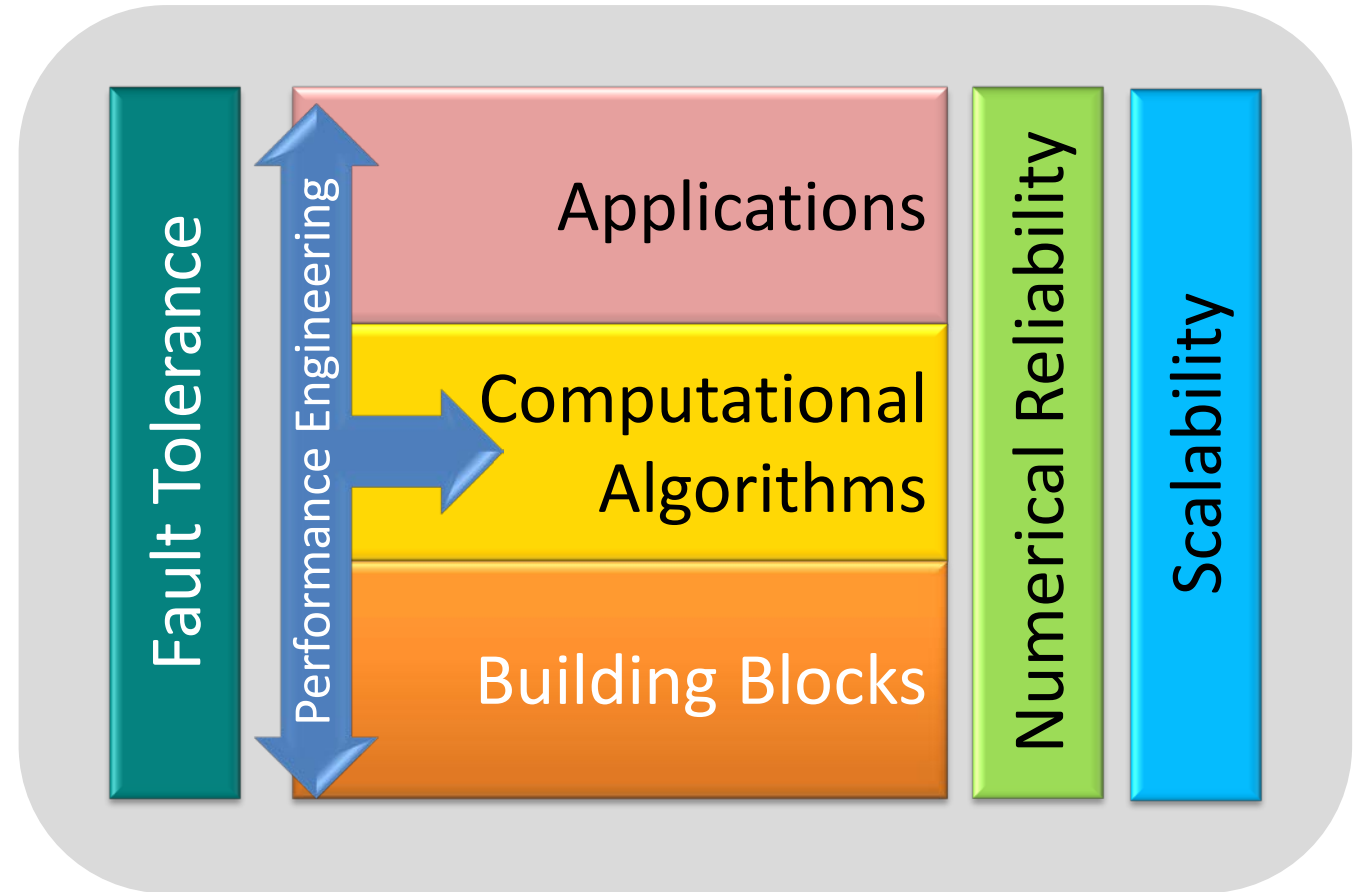 Fault Tolerance
Performance Engineering
Applications
Computational
Algorithms
Building Blocks
Numerical Reliability
Scalability